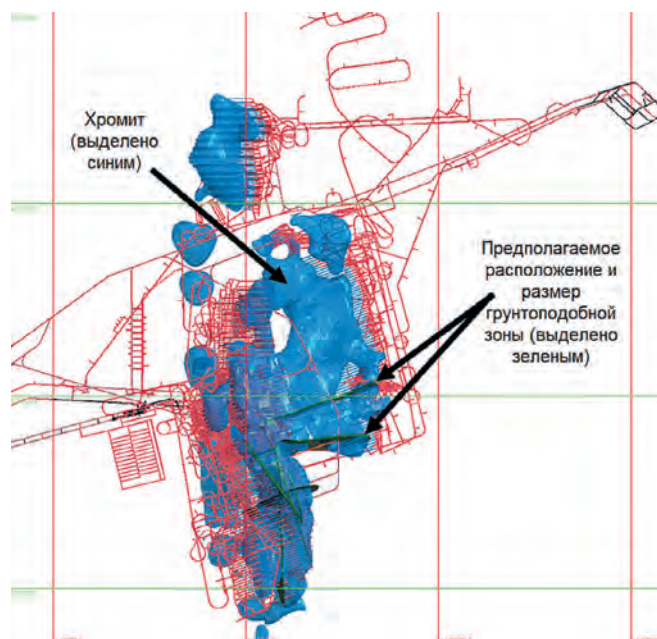 Хромит
(выделено
синим)
Предполагаемое
расположение и
размер
грунтоподобной
зоны (выделено
зеленым)